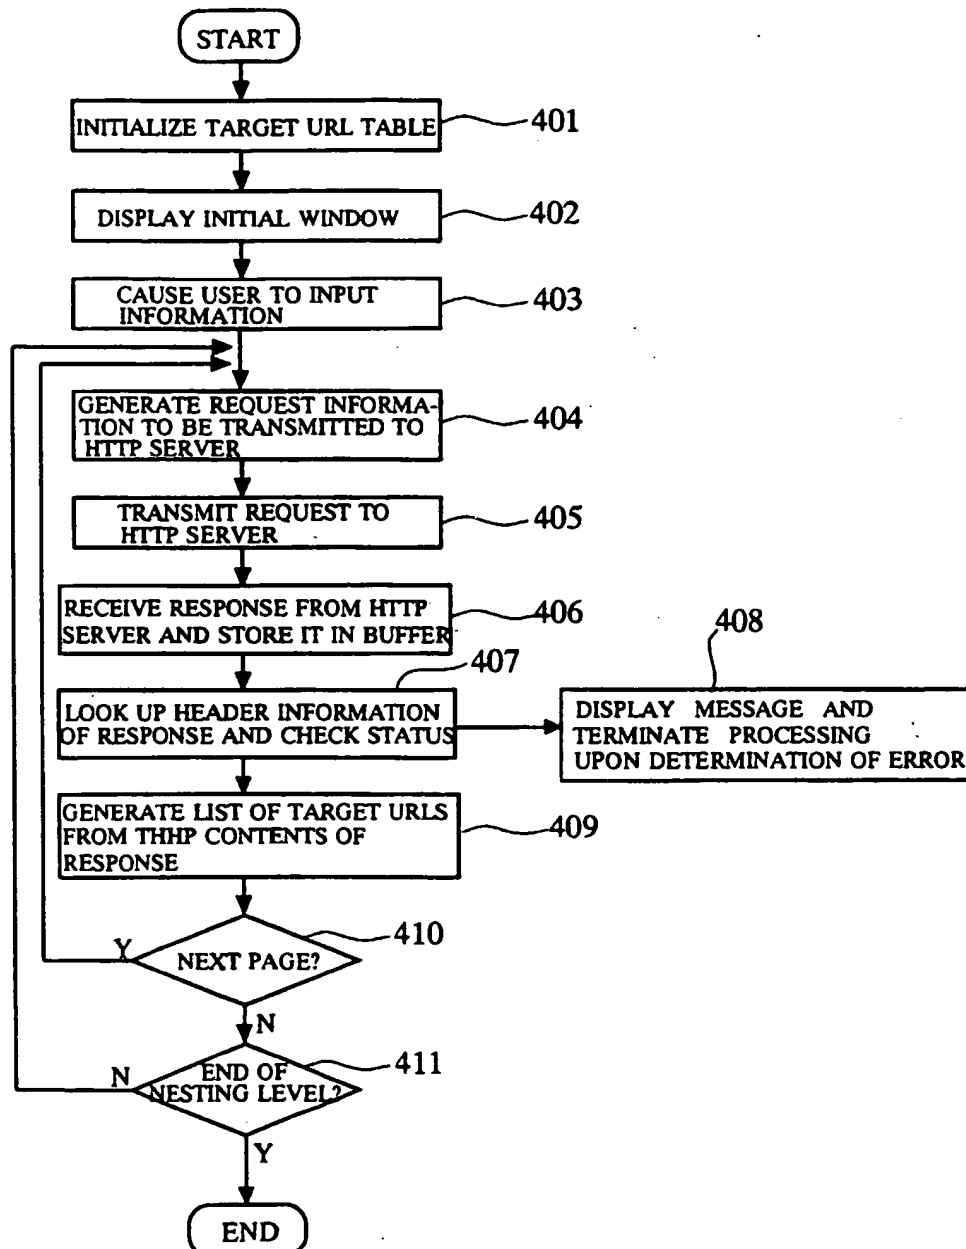 START
INITIALIZE TARGET URL TABLE
401
DISPLAY INITIAL WINDOW
402
CAUSE USER TO INPUT
INFORMATION
403
GENERATE REQUEST INFORMA-
TION TO BE TRANSMITTED TO
HTTP SERVER
404
TRANSMIT REQUEST TO
HTTP SERVER
405
RECEIVE RESPONSE FROM HTTP
SERVER AND STORE IT IN BUFFER
406
407
LOOK UP HEADER INFORMATION
OF RESPONSE AND CHECK STATUS
408
DISPLAY MESSAGE AND
TERMINATE PROCESSING
UPON DETERMINATION OF ERROR
GENERATE LIST OF TARGET URLS
FROM THHP CONTENTS OF
RESPONSE
409
410
Y
NEXT PAGE?
N
411
N
END OF
NESTING LEVEL?
Y
END